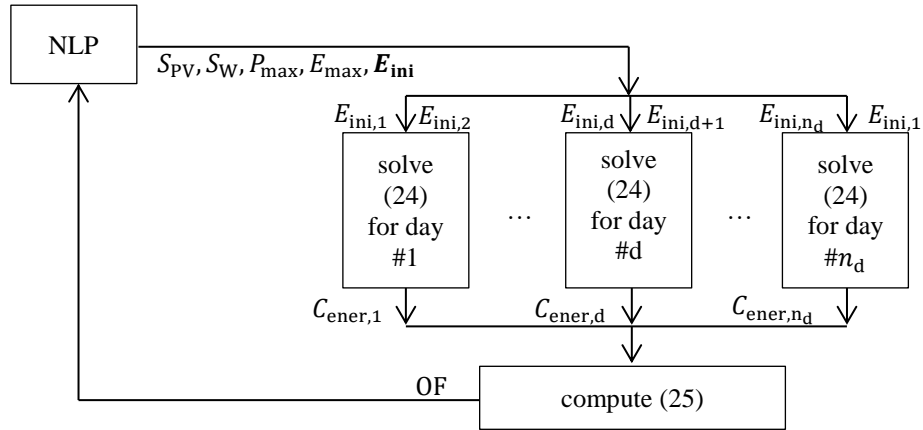 NLP
S_PV, S_W, P_max, E_max, E_ini
E_ini,1 E_ini,2 E_ini,d E_ini,d+1 E_ini,n_d E_ini,1
solve
(24)
for day
#1
...
solve
(24)
for day
#d
...
solve
(24)
for day
#n_d
C_ener,1 C_ener,d C_ener,n_d
OF
compute (25)